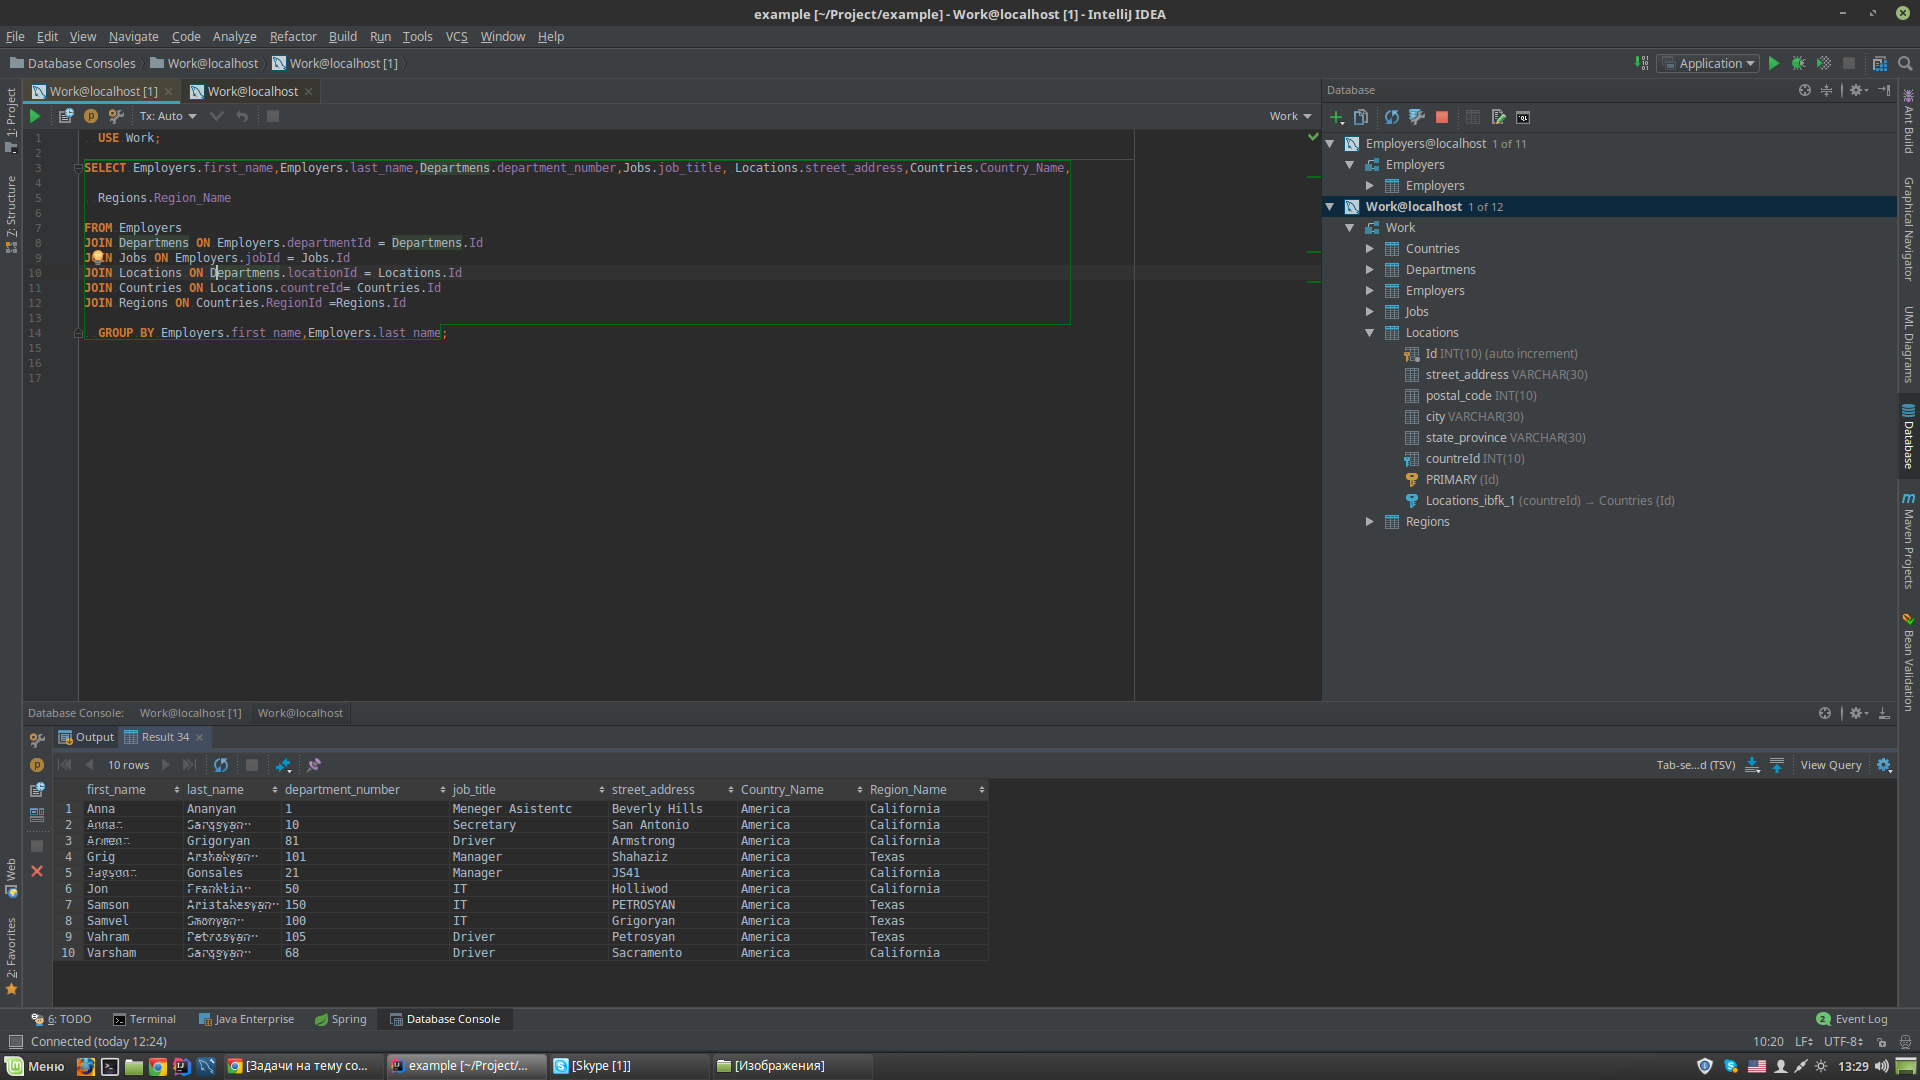 example [~/Project/example] - Work@localhost [1] - IntelliJ IDEA
File Edit View Navigate Code Analyze Refactor Build Run Tools VCS Window Help
Database Consoles Work@localhost Work@localhost [1]
Application
Work@localhost [1] Work@localhost
Tx: Auto
Work
1 USE Work;
2
3 SELECT Employers.first_name,Employers.last_name,Departmens.department_number,Jobs.job_title, Locations.street_address,Countries.Country_Name,
4
5 Regions.Region_Name
6
7 FROM Employers
8 JOIN Departmens ON Employers.departmentId = Departmens.Id
9 JOIN Jobs ON Employers.jobId = Jobs.Id
10 JOIN Locations ON Departmens.locationId = Locations.Id
11 JOIN Countries ON Locations.countreId= Countries.Id
12 JOIN Regions ON Countries.RegionId =Regions.Id
13
14 GROUP BY Employers.first_name,Employers.last_name;
15
16
17
1: Project
7: Structure
Web
2: Favorites
Database
Employers@localhost 1 of 11
Employers
Employers
Work@localhost 1 of 12
Work
Countries
Departmens
Employers
Jobs
Locations
Id INT(10) (auto increment)
street_address VARCHAR(30)
postal_code INT(10)
city VARCHAR(30)
state_province VARCHAR(30)
countreId INT(10)
PRIMARY (Id)
Locations_ibfk_1 (countreId) → Countries (Id)
Regions
Ant Build
Graphical Navigator
UML Diagrams
Database
Maven Projects
Bean Validation
Database Console: Work@localhost [1] Work@localhost
Output Result 34
10 rows
Tab-se...d (TSV) View Query
first_name last_name department_number job_title street_address Country_Name Region_Name
1 Anna Ananyan 1 Meneger Asistentc Beverly Hills America California
2 10 Secretary San Antonio America California
3 Grigoryan 81 Driver Armstrong America California
4 Grig 101 Manager Shahaziz America Texas
5 Gonsales 21 Manager JS41 America California
6 Jon 50 IT Holliwod America California
7 Samson 150 IT PETROSYAN America Texas
8 Samvel 100 IT Grigoryan America Texas
9 Vahram 105 Driver Petrosyan America Texas
10 Varsham 68 Driver Sacramento America California
6: TODO Terminal Java Enterprise Spring Database Console
2 Event Log
Connected (today 12:24)
10:20 LF UTF-8
Меню [Задачи на тему со... example [~/Project/... [Skype [1]] [Изображения]
13:29